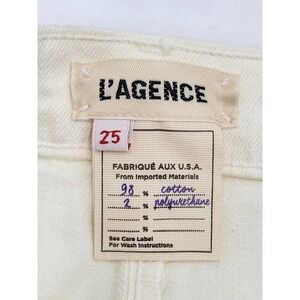 L'AGENCE
25
FABRIQUÉ AUX U.S.A.
From Imported Materials
98 % cotton
2 % polyurethane
%
%
See Care Label
For Wash Instructions